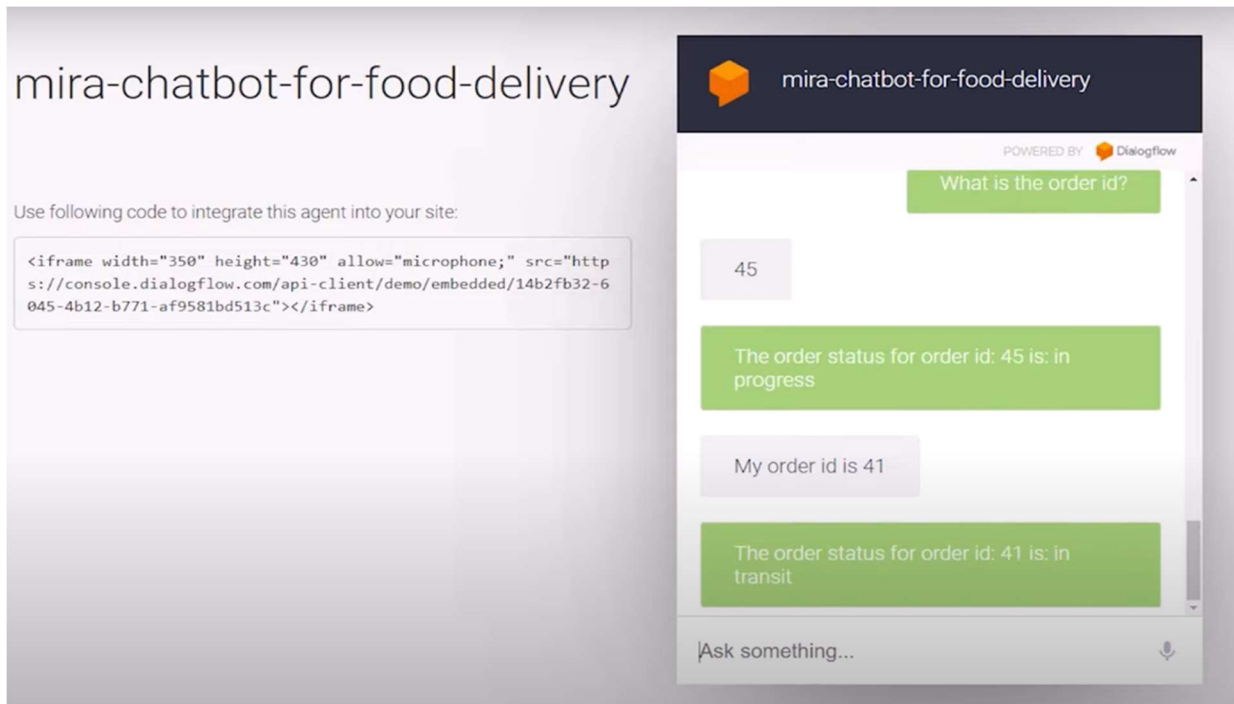 mira-chatbot-for-food-delivery
Use following code to integrate this agent into your site:
<iframe width="350" height="430" allow="microphone;" src="http
s://console.dialogflow.com/api-client/demo/embedded/14b2fb32-6
045-4b12-b771-af9581bd513c"></iframe>
mira-chatbot-for-food-delivery
POWERED BY Dialogflow
What is the order id?
45
The order status for order id: 45 is: in
progress
My order id is 41
The order status for order id: 41 is: in
transit
Ask something...